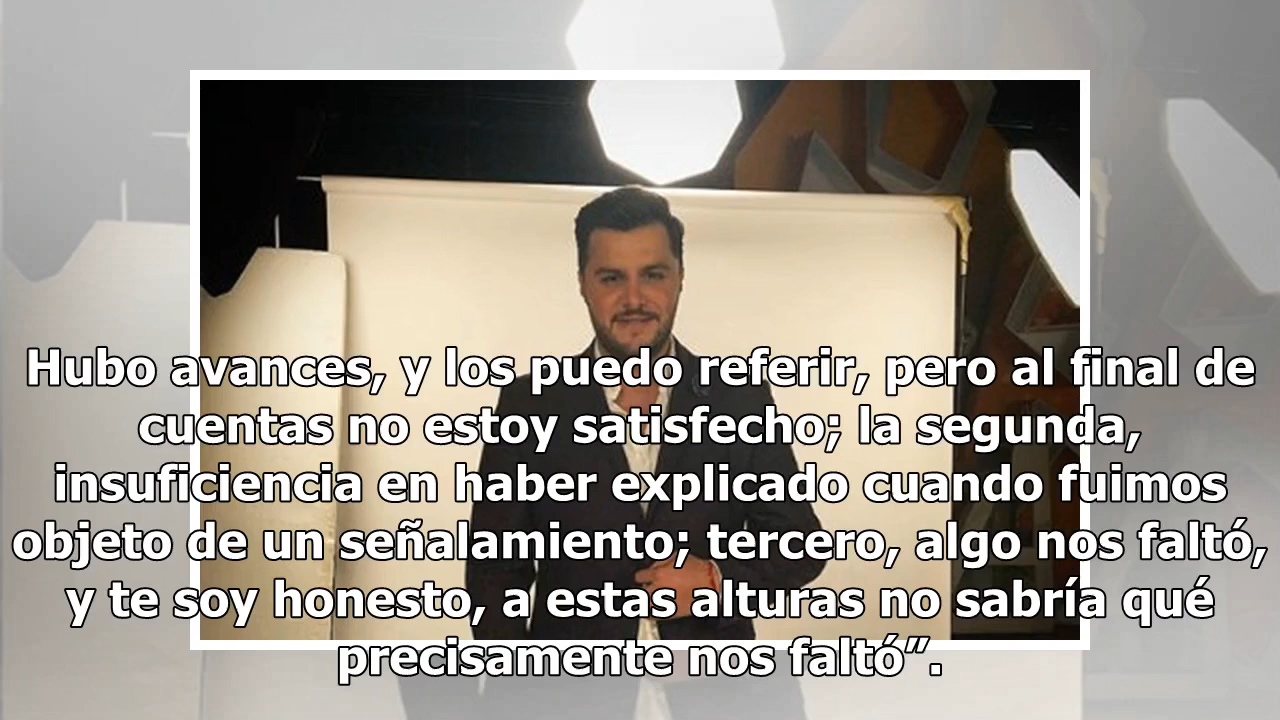 Hubo avances, y los puedo referir, pero al final de
cuentas no estoy satisfecho; la segunda,
insuficiencia en haber explicado cuando fuimos
objeto de un señalamiento; tercero, algo nos faltó,
y te soy honesto, a estas alturas no sabría qué
precisamente nos faltó”.